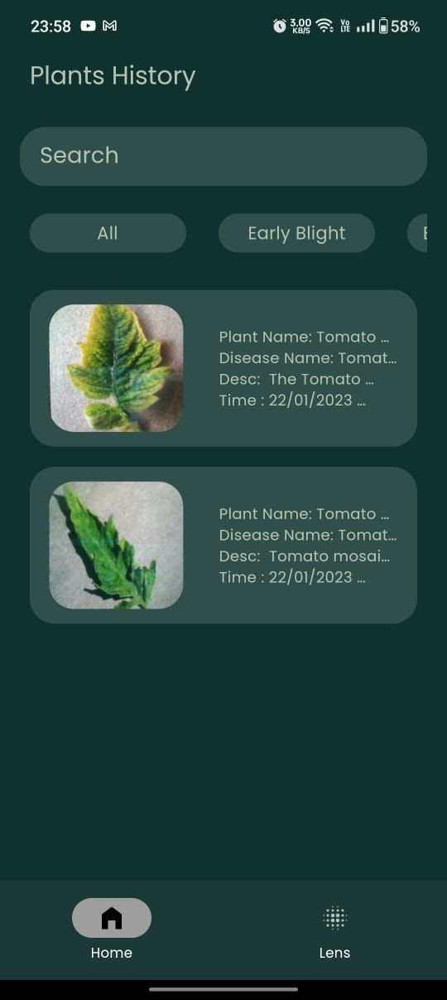 23:58 3.00 KB/S Vo LTE 58%
Plants History
Search
All Early Blight
Plant Name: Tomato ...
Disease Name: Tomat...
Desc:  The Tomato ...
Time : 22/01/2023 ...
Plant Name: Tomato ...
Disease Name: Tomat...
Desc:  Tomato mosai...
Time : 22/01/2023 ...
Home Lens